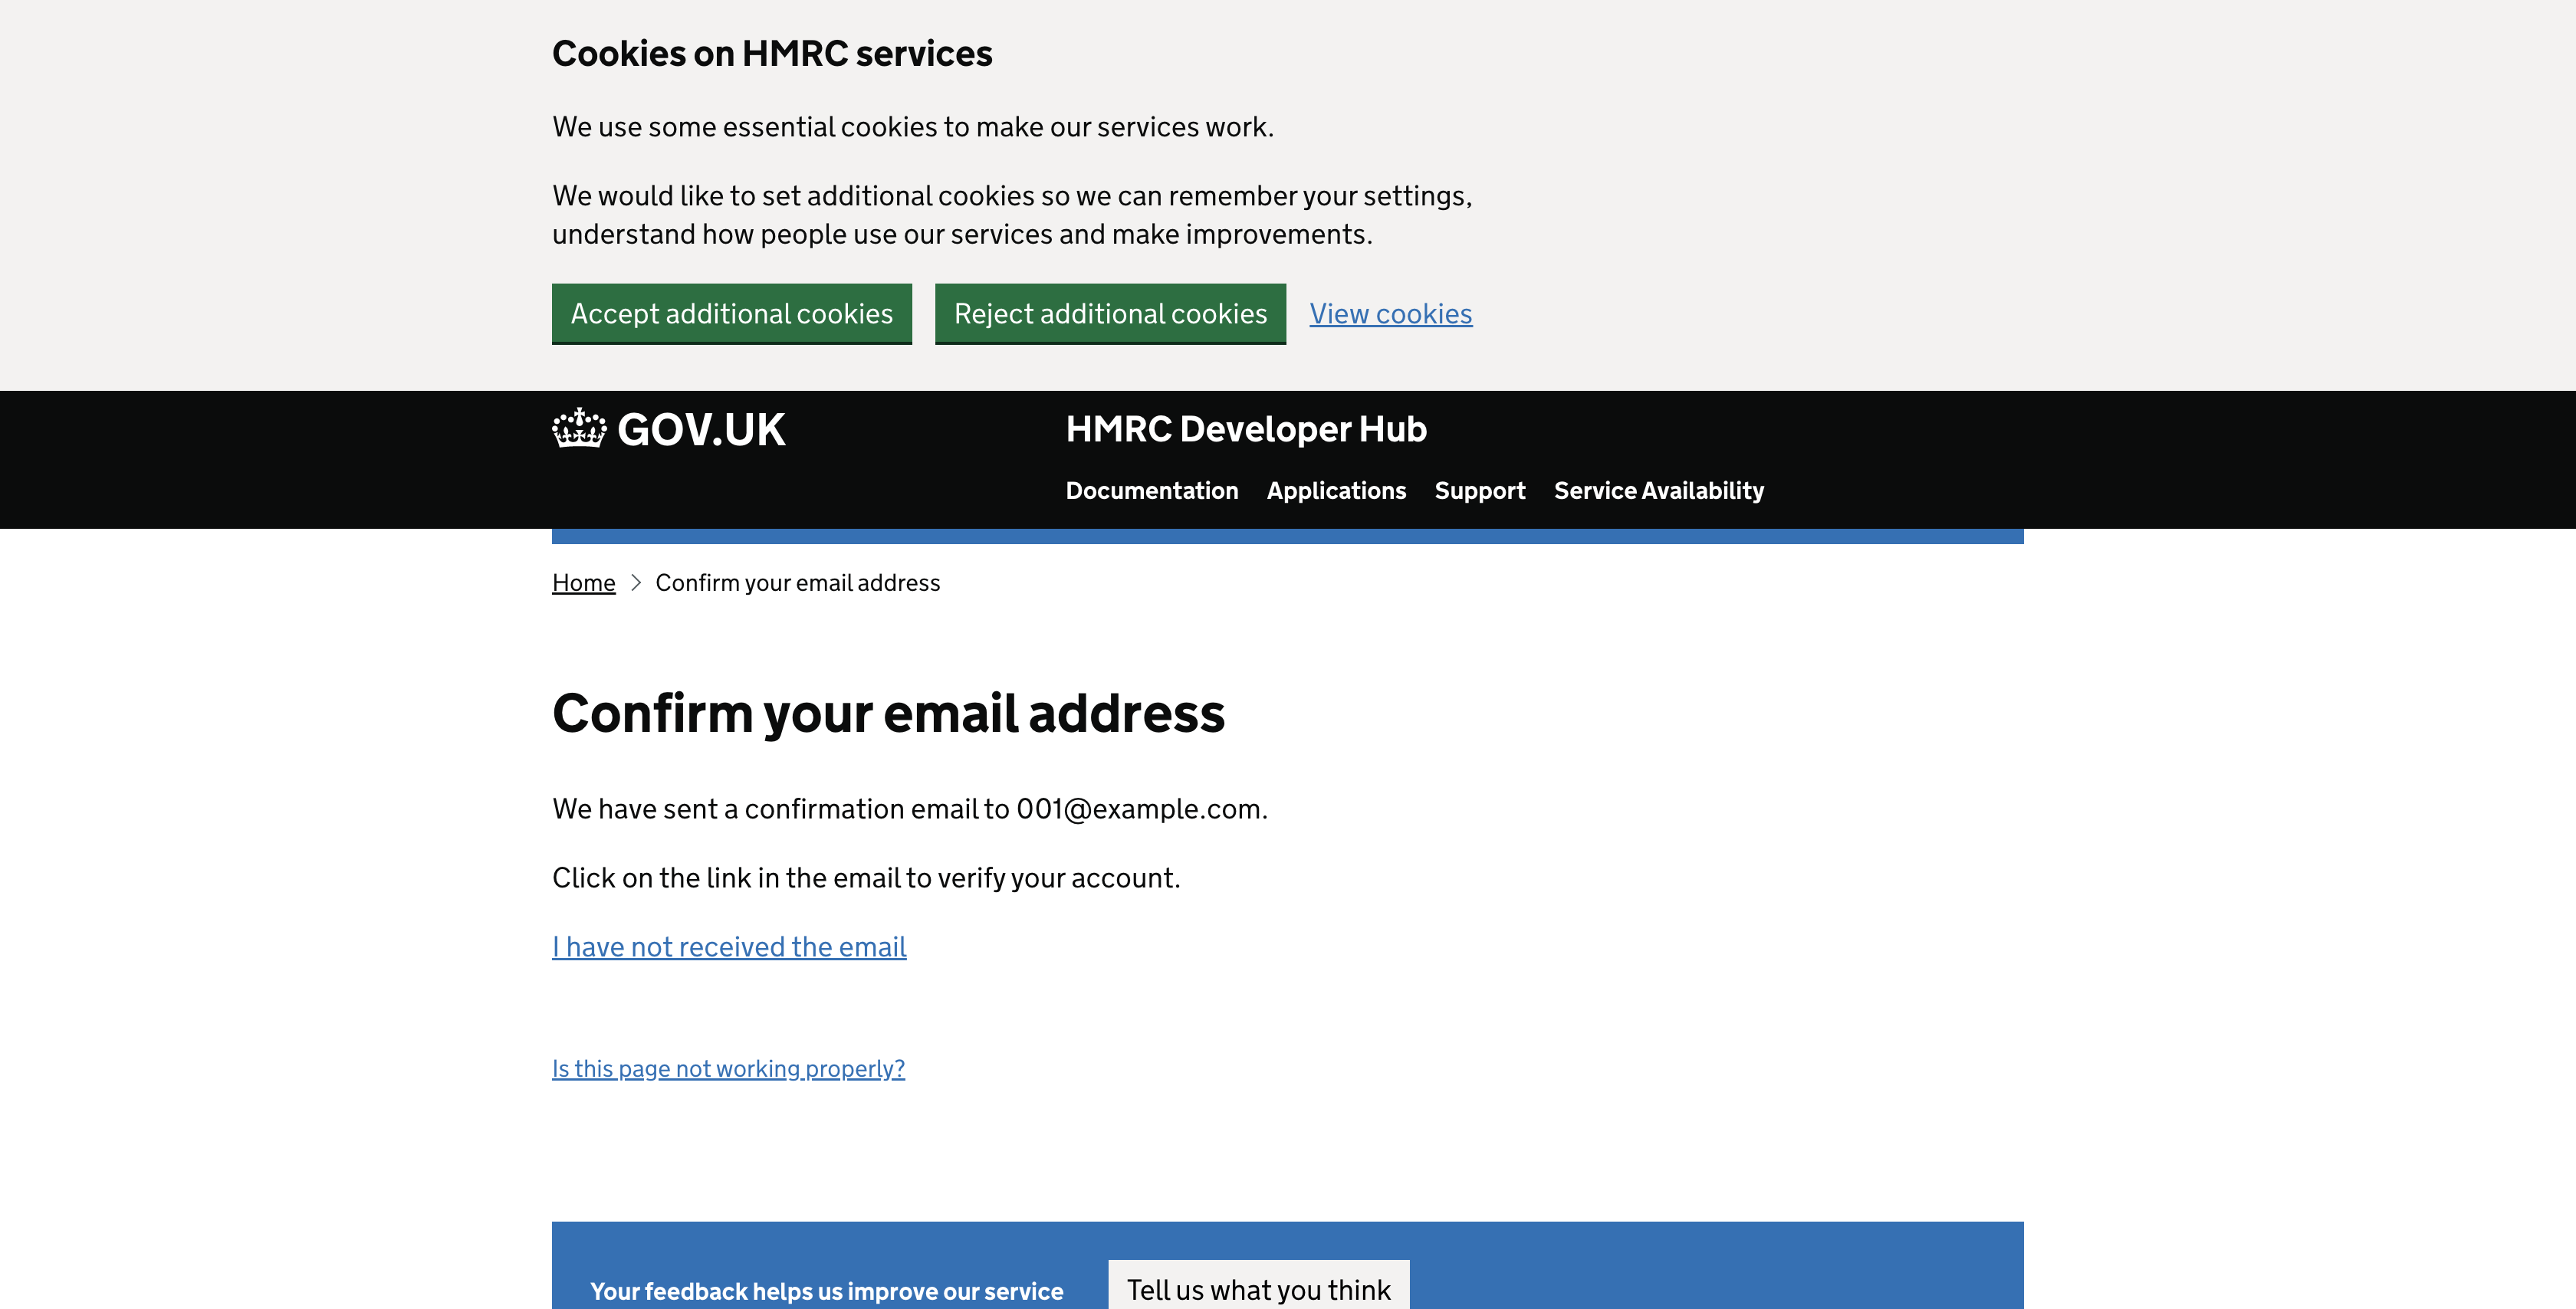 Cookies on HMRC services
We use some essential cookies to make our services work.
We would like to set additional cookies so we can remember your settings,
understand how people use our services and make improvements.
Accept additional cookies
Reject additional cookies
View cookies
GOV.UK
HMRC Developer Hub
Documentation
Applications
Support
Service Availability
Home
Confirm your email address
Confirm your email address
We have sent a confirmation email to 001@example.com.
Click on the link in the email to verify your account.
I have not received the email
Is this page not working properly?
Your feedback helps us improve our service
Tell us what you think